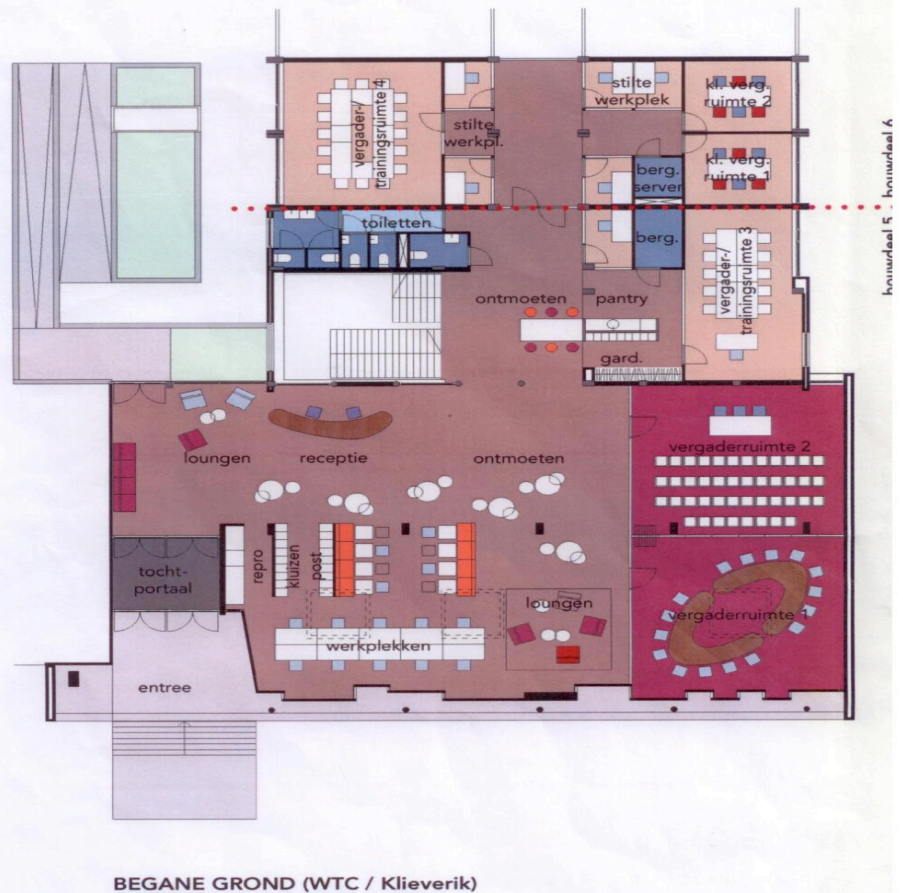 vergader-/
trainingsruimte 4
stilte
werkpl.
stilte
werkplek
kl. verg.
ruimte 2
kl. verg.
ruimte 1
berg.
server
bouwdeel 6
bouwdeel 5
toiletten
berg.
vergader-/
trainingsruimte 3
ontmoeten
pantry
gard.
loungen
receptie
ontmoeten
vergaderruimte 2
tocht-
portaal
repro
kluizen
post
loungen
vergaderruimte 1
werkplekken
entree
BEGANE GROND (WTC / Klieverik)